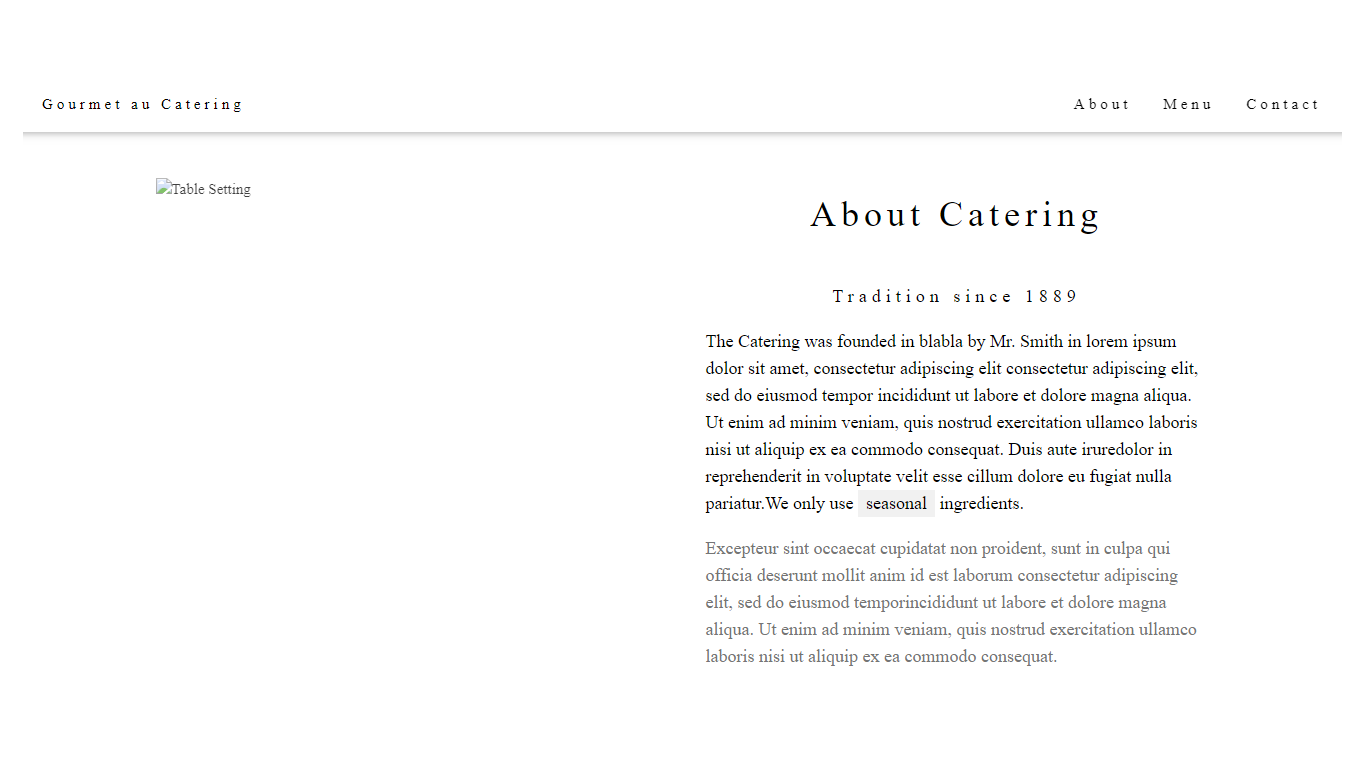 Gourmet au Catering
About Menu Contact
Table Setting
About Catering
Tradition since 1889
The Catering was founded in blabla by Mr. Smith in lorem ipsum
dolor sit amet, consectetur adipiscing elit consectetur adipiscing elit,
sed do eiusmod tempor incididunt ut labore et dolore magna aliqua.
Ut enim ad minim veniam, quis nostrud exercitation ullamco laboris
nisi ut aliquip ex ea commodo consequat. Duis aute iruredolor in
reprehenderit in voluptate velit esse cillum dolore eu fugiat nulla
pariatur.We only use seasonal ingredients.
Excepteur sint occaecat cupidatat non proident, sunt in culpa qui
officia deserunt mollit anim id est laborum consectetur adipiscing
elit, sed do eiusmod temporincididunt ut labore et dolore magna
aliqua. Ut enim ad minim veniam, quis nostrud exercitation ullamco
laboris nisi ut aliquip ex ea commodo consequat.